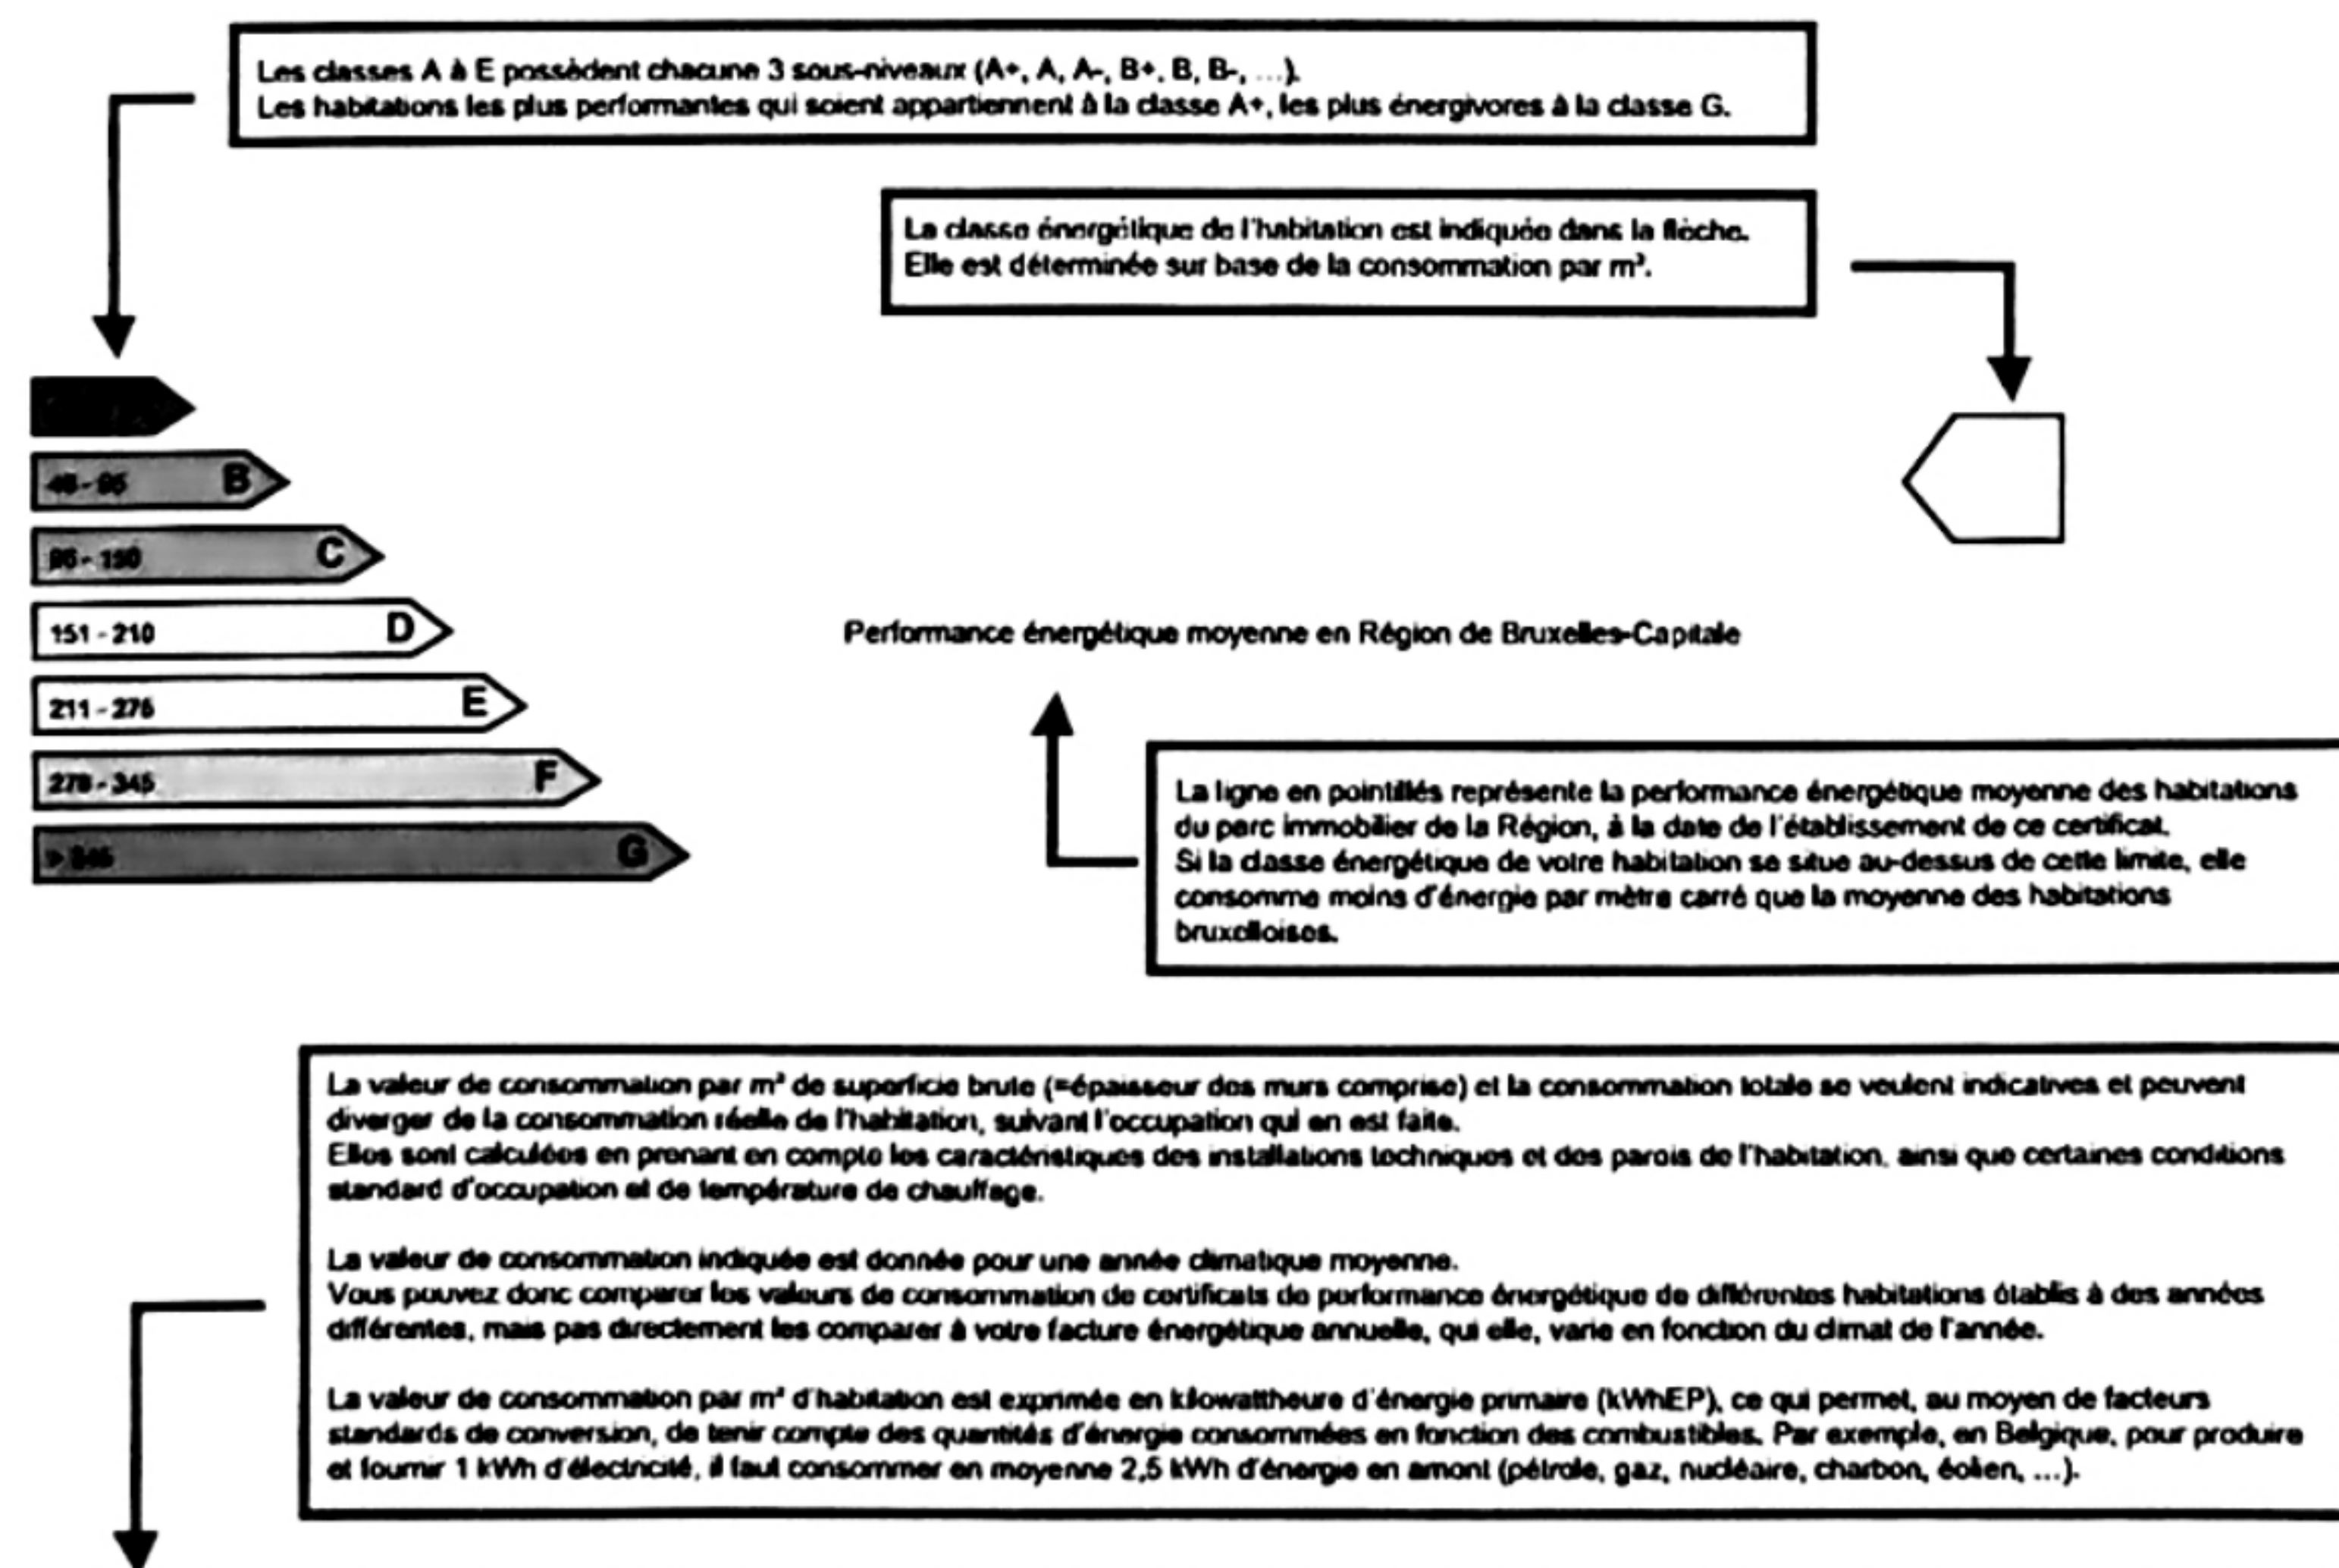 Les classes A à E possèdent chacune 3 sous-niveaux (A+, A, A-, B+, B, B-, ...).
Les habitations les plus performantes qui soient appartiennent à la classe A+, les plus énergivores à la classe G.
La classe énergétique de l'habitation est indiquée dans la flèche.
Elle est déterminée sur base de la consommation par m².
B
C
151 - 210 D
Performance énergétique moyenne en Région de Bruxelles-Capitale
211 - 275 E
- 345 F
G
La ligne en pointillés représente la performance énergétique moyenne des habitations
du parc immobilier de la Région, à la date de l'établissement de ce certificat.
Si la classe énergétique de votre habitation se situe au-dessus de cette limite, elle
consomme moins d'énergie par mètre carré que la moyenne des habitations
bruxelloises.
La valeur de consommation par m² de superficie brute (=épaisseur des murs comprise) et la consommation totale se veulent indicatives et peuvent
diverger de la consommation réelle de l'habitation, suivant l'occupation qui en est faite.
Elles sont calculées en prenant en compte les caractéristiques des installations techniques et des parois de l'habitation, ainsi que certaines conditions
standard d'occupation et de température de chauffage.
La valeur de consommation indiquée est donnée pour une année climatique moyenne.
Vous pouvez donc comparer les valeurs de consommation de certificats de performance énergétique de différentes habitations établis à des années
différentes, mais pas directement les comparer à votre facture énergétique annuelle, qui elle, varie en fonction du climat de l'année.
La valeur de consommation par m² d'habitation est exprimée en kilowattheure d'énergie primaire (kWhEP), ce qui permet, au moyen de facteurs
standards de conversion, de tenir compte des quantités d'énergie consommées en fonction des combustibles. Par exemple, en Belgique, pour produire
et fournir 1 kWh d'électricité, il faut consommer en moyenne 2,5 kWh d'énergie en amont (pétrole, gaz, nucléaire, charbon, éolien, ...).